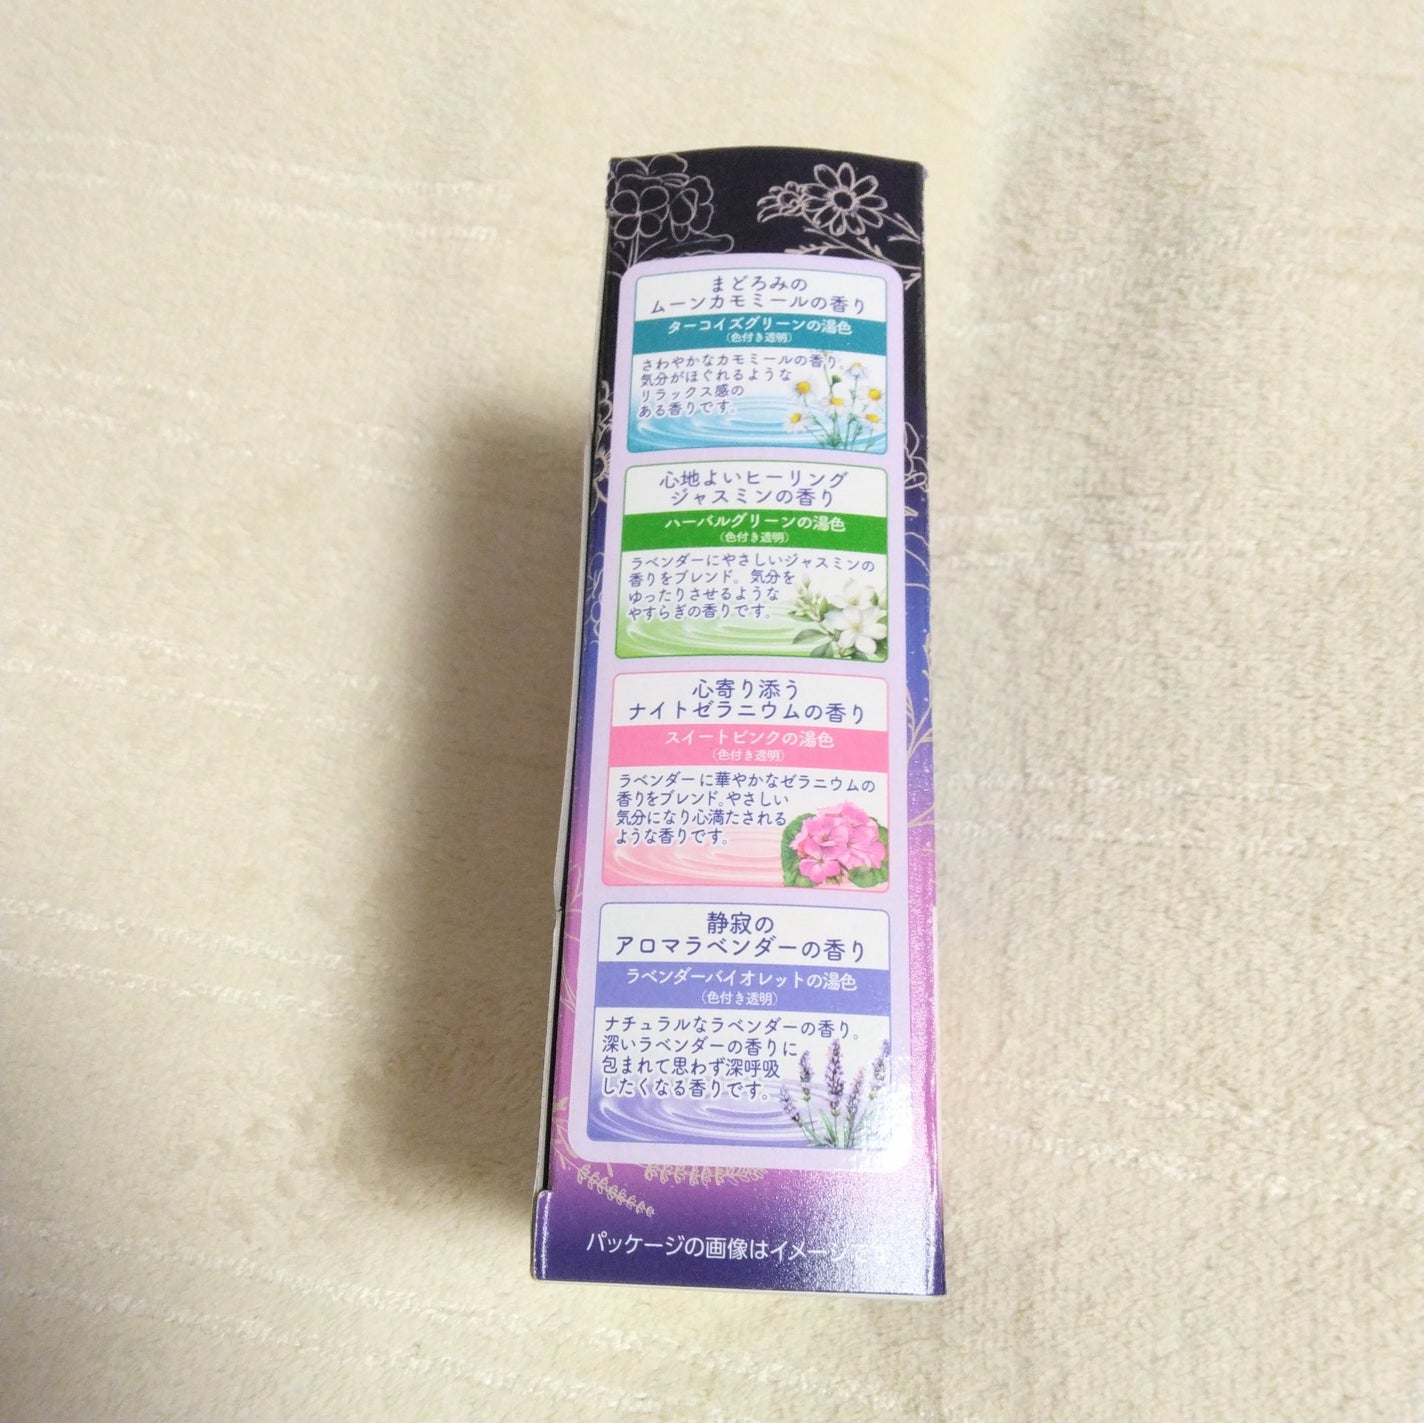 まどろみの
ムーンカモミールの香り
ターコイズグリーンの湯色
(色付き透明)
さわやかなカモミールの香り。
気分がほぐれるような
リラックス感の
ある香りです。
心地よいヒーリング
ジャスミンの香り
ハーバルグリーンの湯色
(色付き透明)
ラベンダーにやさしいジャスミンの
香りをブレンド。気分を
ゆったりさせるような
やすらぎの香りです。
心寄り添う
ナイトゼラニウムの香り
スイートピンクの湯色
(色付き透明)
ラベンダーに華やかなゼラニウムの
香りをブレンド。やさしい
気分になり心満たされる
ような香りです。
静寂の
アロマラベンダーの香り
ラベンダーバイオレットの湯色
(色付き透明)
ナチュラルなラベンダーの香り。
深いラベンダーの香りに
包まれて思わず深呼吸
したくなる香りです。
パッケージの画像はイメージです